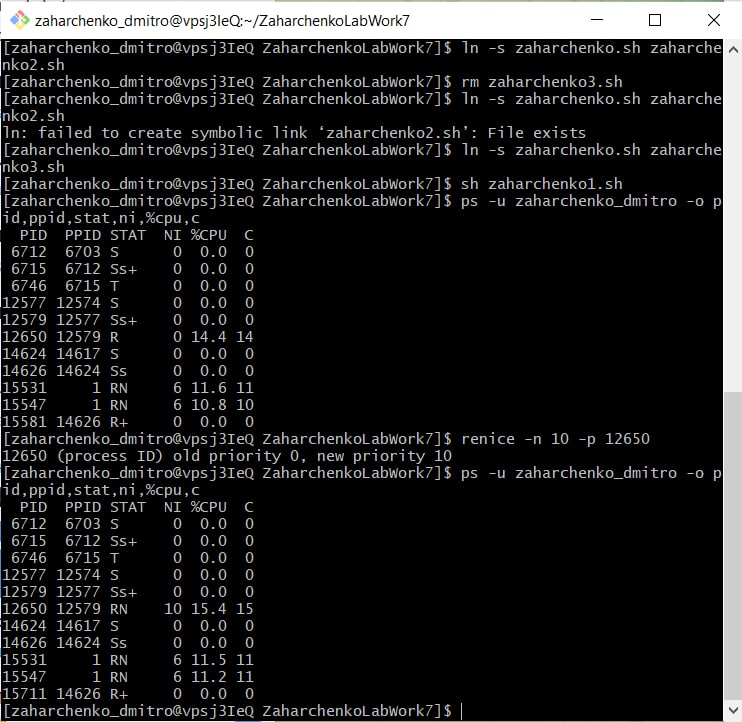 zaharchenko_dmitro@vpsj3IeQ:~/ZaharchenkoLabWork7
[zaharchenko_dmitro@vpsj3IeQ ZaharchenkoLabWork7]$ ln -s zaharchenko.sh zaharche
nko2.sh
[zaharchenko_dmitro@vpsj3IeQ ZaharchenkoLabWork7]$ rm zaharchenko3.sh
[zaharchenko_dmitro@vpsj3IeQ ZaharchenkoLabWork7]$ ln -s zaharchenko.sh zaharche
nko2.sh
ln: failed to create symbolic link ‘zaharchenko2.sh’: File exists
[zaharchenko_dmitro@vpsj3IeQ ZaharchenkoLabWork7]$ ln -s zaharchenko.sh zaharche
nko3.sh
[zaharchenko_dmitro@vpsj3IeQ ZaharchenkoLabWork7]$ sh zaharchenko1.sh
[zaharchenko_dmitro@vpsj3IeQ ZaharchenkoLabWork7]$ ps -u zaharchenko_dmitro -o p
id,ppid,stat,ni,%cpu,c
  PID  PPID STAT  NI %CPU  C
 6712  6703 S      0  0.0  0
 6715  6712 Ss+    0  0.0  0
 6746  6715 T      0  0.0  0
12577 12574 S      0  0.0  0
12579 12577 Ss+    0  0.0  0
12650 12579 R      0 14.4 14
14624 14617 S      0  0.0  0
14626 14624 Ss     0  0.0  0
15531     1 RN     6 11.6 11
15547     1 RN     6 10.8 10
15581 14626 R+     0  0.0  0
[zaharchenko_dmitro@vpsj3IeQ ZaharchenkoLabWork7]$ renice -n 10 -p 12650
12650 (process ID) old priority 0, new priority 10
[zaharchenko_dmitro@vpsj3IeQ ZaharchenkoLabWork7]$ ps -u zaharchenko_dmitro -o p
id,ppid,stat,ni,%cpu,c
  PID  PPID STAT  NI %CPU  C
 6712  6703 S      0  0.0  0
 6715  6712 Ss+    0  0.0  0
 6746  6715 T      0  0.0  0
12577 12574 S      0  0.0  0
12579 12577 Ss+    0  0.0  0
12650 12579 RN    10 15.4 15
14624 14617 S      0  0.0  0
14626 14624 Ss     0  0.0  0
15531     1 RN     6 11.5 11
15547     1 RN     6 11.2 11
15711 14626 R+     0  0.0  0
[zaharchenko_dmitro@vpsj3IeQ ZaharchenkoLabWork7]$